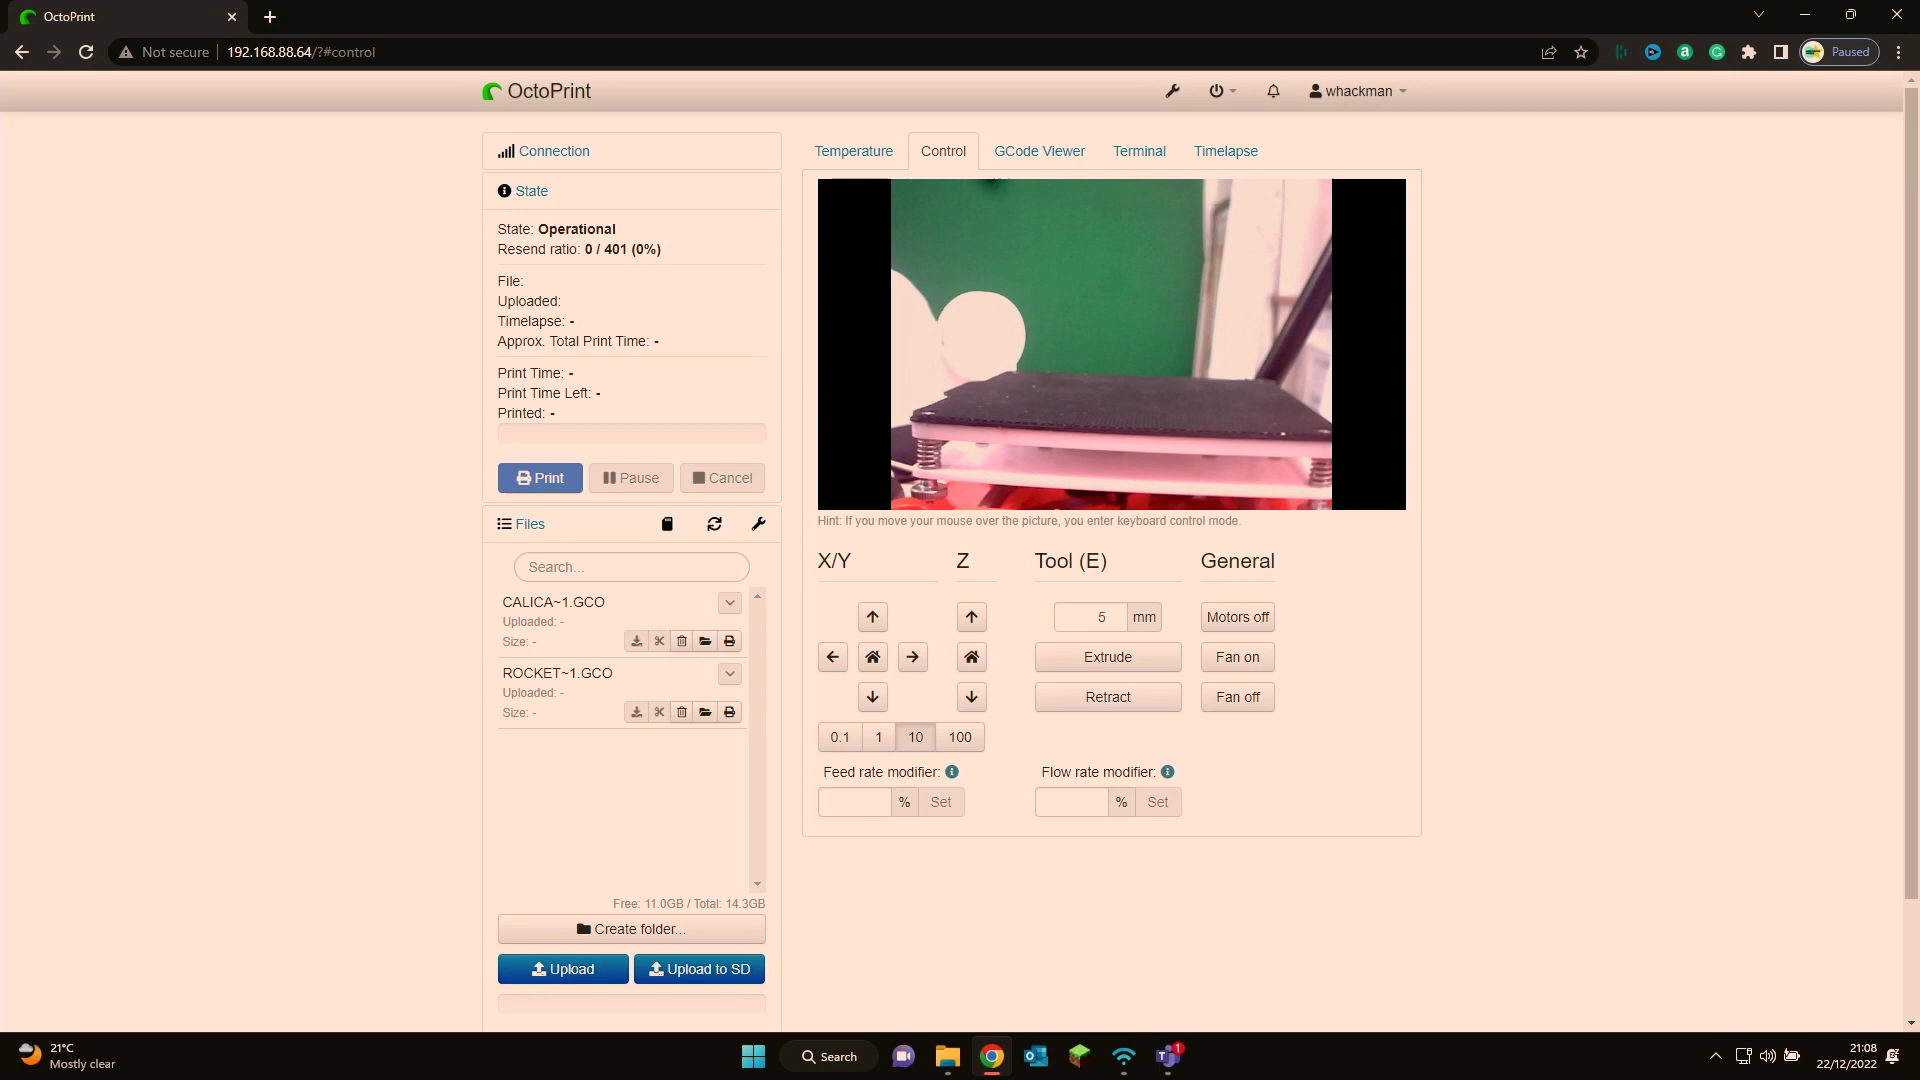 OctoPrint
Not secure 192.168.88.64/?#control
Paused
OctoPrint
whackman
Connection
State
State: Operational
Resend ratio: 0 / 401 (0%)
File:
Uploaded:
Timelapse: -
Approx. Total Print Time: -
Print Time: -
Print Time Left: -
Printed: -
Print Pause Cancel
Files
Search...
CALICA~1.GCO
Uploaded: -
Size: -
ROCKET~1.GCO
Uploaded: -
Size: -
Free: 11.0GB / Total: 14.3GB
Create folder...
Upload Upload to SD
Temperature Control GCode Viewer Terminal Timelapse
Hint: If you move your mouse over the picture, you enter keyboard control mode.
X/Y Z Tool (E) General
5 mm Motors off
Extrude Fan on
Retract Fan off
0.1 1 10 100
Feed rate modifier: Flow rate modifier:
% Set % Set
21°C
Mostly clear
Search
1
21:08
22/12/2022